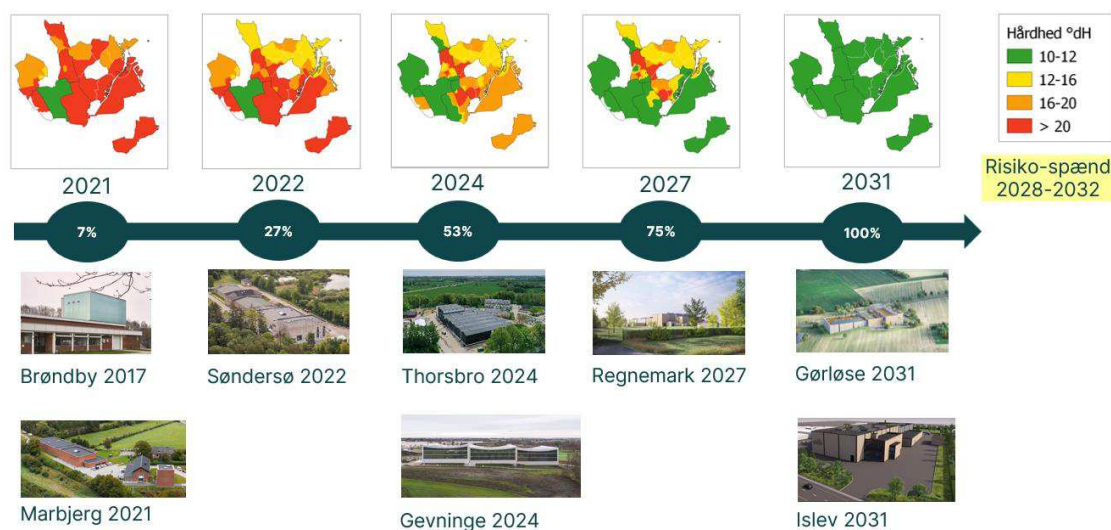 Hårdhed °dH
10-12
12-16
16-20
> 20
Risiko-spænd
2028-2032
2021
2022
2024
2027
2031
7%
27%
53%
75%
100%
Brøndby 2017
Søndersø 2022
Thorsbro 2024
Regnemark 2027
Gørløse 2031
Marbjerg 2021
Gevninge 2024
Islev 2031